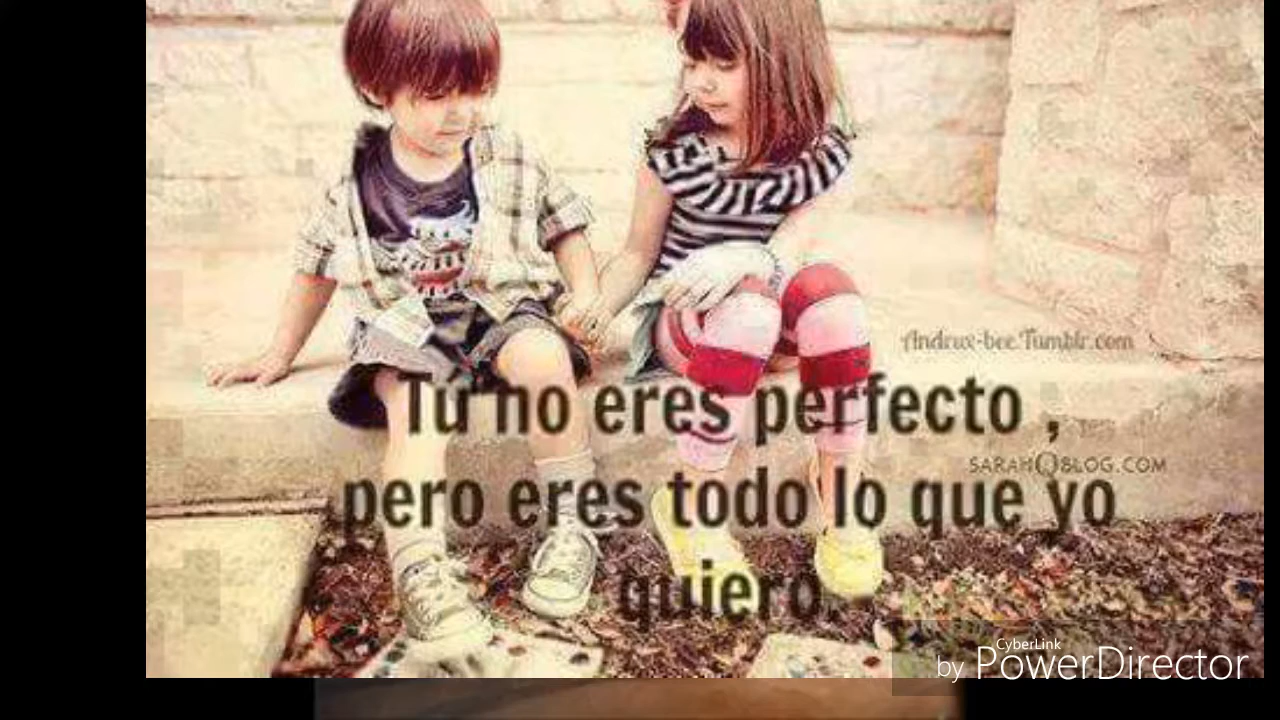 Andrux-bee.Tumblr.com
Tú no eres perfecto ,
SARAHQBLOG.COM
pero eres todo lo que yo
quiero
CyberLink
by PowerDirector